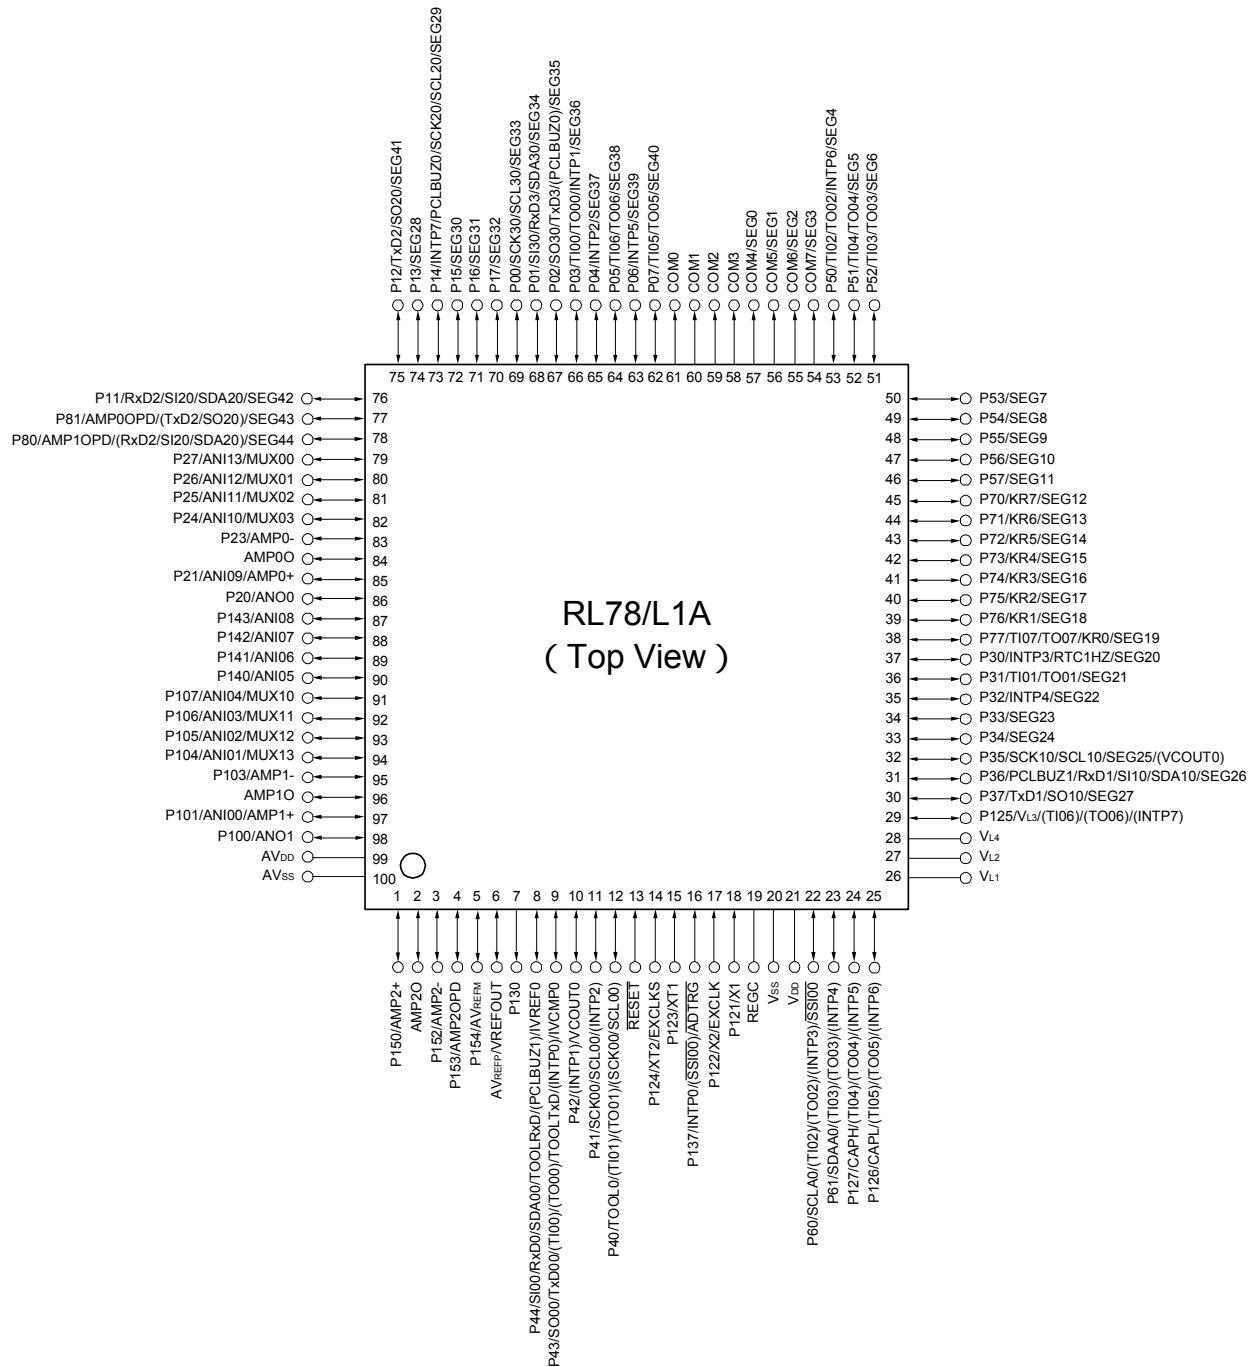 P12/TxD2/SO20/SEG41
P13/SEG28
P14/INTP7/PCLBUZ0/SCK20/SCL20/SEG29
P15/SEG30
P16/SEG31
P17/SEG32
P00/SCK30/SCL30/SEG33
P01/SI30/RxD3/SDA30/SEG34
P02/SO30/TxD3/(PCLBUZ0)/SEG35
P03/TI00/TO00/INTP1/SEG36
P04/INTP2/SEG37
P05/TI06/TO06/SEG38
P06/INTP5/SEG39
P07/TI05/TO05/SEG40
COM0
COM1
COM2
COM3
COM4/SEG0
COM5/SEG1
COM6/SEG2
COM7/SEG3
P50/TI02/TO02/INTP6/SEG4
P51/TI04/TO04/SEG5
P52/TI03/TO03/SEG6
75 74 73 72 71 70 69 68 67 66 65 64 63 62 61 60 59 58 57 56 55 54 53 52 51
P11/RxD2/SI20/SDA20/SEG42 76
P81/AMP0OPD/(TxD2/SO20)/SEG43 77
P80/AMP1OPD/(RxD2/SI20/SDA20)/SEG44 78
P27/ANI13/MUX00 79
P26/ANI12/MUX01 80
P25/ANI11/MUX02 81
P24/ANI10/MUX03 82
P23/AMP0- 83
AMP0O 84
P21/ANI09/AMP0+ 85
P20/ANO0 86
P143/ANI08 87
P142/ANI07 88
P141/ANI06 89
P140/ANI05 90
P107/ANI04/MUX10 91
P106/ANI03/MUX11 92
P105/ANI02/MUX12 93
P104/ANI01/MUX13 94
P103/AMP1- 95
AMP1O 96
P101/ANI00/AMP1+ 97
P100/ANO1 98
AVDD 99
AVSS 100
RL78/L1A
( Top View )
50 P53/SEG7
49 P54/SEG8
48 P55/SEG9
47 P56/SEG10
46 P57/SEG11
45 P70/KR7/SEG12
44 P71/KR6/SEG13
43 P72/KR5/SEG14
42 P73/KR4/SEG15
41 P74/KR3/SEG16
40 P75/KR2/SEG17
39 P76/KR1/SEG18
38 P77/TI07/TO07/KR0/SEG19
37 P30/INTP3/RTC1HZ/SEG20
36 P31/TI01/TO01/SEG21
35 P32/INTP4/SEG22
34 P33/SEG23
33 P34/SEG24
32 P35/SCK10/SCL10/SEG25/(VCOUT0)
31 P36/PCLBUZ1/RxD1/SI10/SDA10/SEG26
30 P37/TxD1/SO10/SEG27
29 P125/VL3/(TI06)/(TO06)/(INTP7)
28 VL4
27 VL2
26 VL1
1 2 3 4 5 6 7 8 9 10 11 12 13 14 15 16 17 18 19 20 21 22 23 24 25
P150/AMP2+
AMP2O
P152/AMP2-
P153/AMP2OPD
P154/AVREFM
AVREFP/VREFOUT
P130
P44/SI00/RxD0/SDA00/TOOLRxD/(PCLBUZ1)/IVREF0
P43/SO00/TxD00/(TI00)/(TO00)/TOOLTxD/(INTP0)/IVCMP0
P42/(INTP1)/VCOUT0
P41/SCK00/SCL00/(INTP2)
P40/TOOL0/(TI01)/(TO01)/(SCK00/SCL00)
RESET
P124/XT2/EXCLKS
P123/XT1
P137/INTP0/(SSI00)/ADTRG
P122/X2/EXCLK
P121/X1
REGC
VSS
VDD
P60/SCLA0/(TI02)/(TO02)/(INTP3)/SSI00
P61/SDAA0/(TI03)/(TO03)/(INTP4)
P127/CAPH/(TI04)/(TO04)/(INTP5)
P126/CAPL/(TI05)/(TO05)/(INTP6)